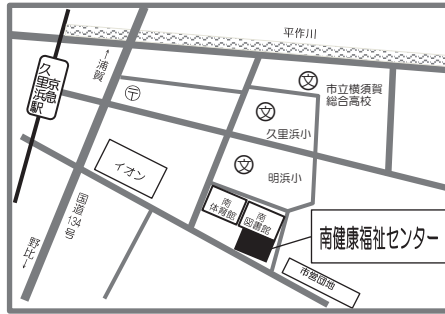 平作川
↑浦賀
京急
久里浜駅
〒
文
市立横須賀
総合高校
文
久里浜小
文
明浜小
イオン
南
体育館
南
図書館
国道134号
野比↓
南健康福祉センター
市営団地